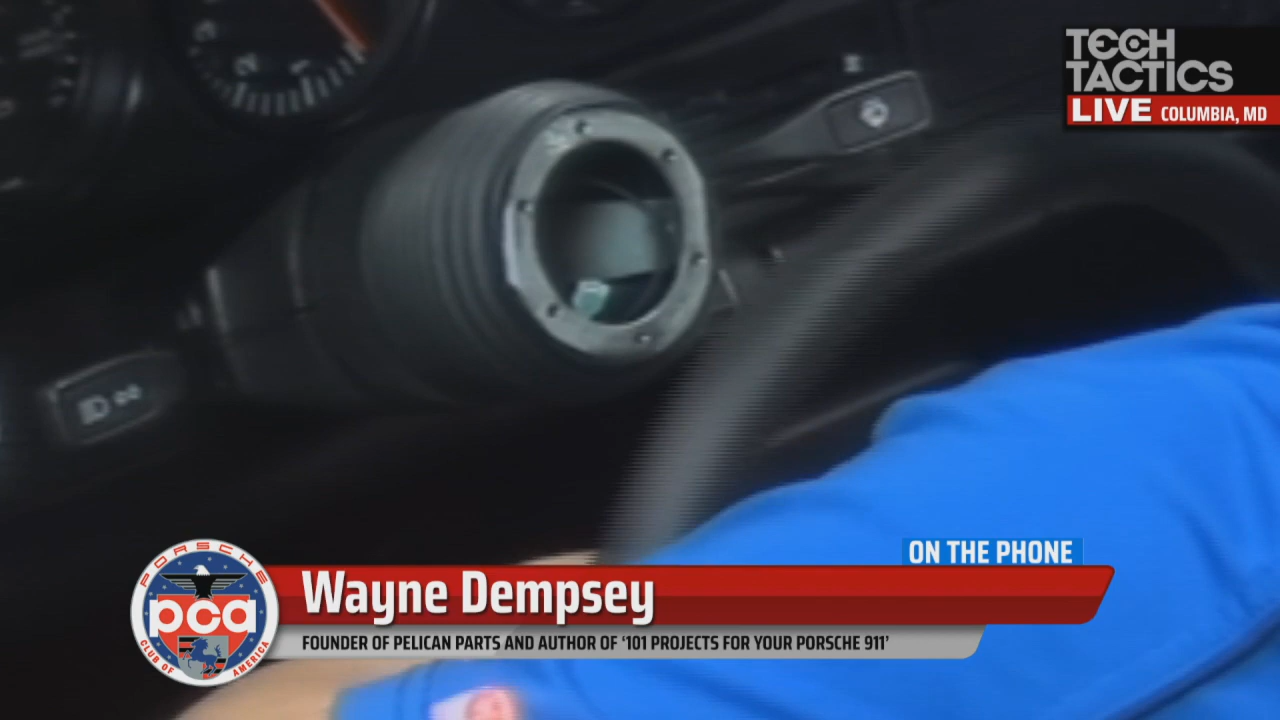 TECH
TACTICS
LIVE COLUMBIA, MD
ON THE PHONE
PORSCHE
pca
CLUB OF AMERICA
Wayne Dempsey
FOUNDER OF PELICAN PARTS AND AUTHOR OF ‘101 PROJECTS FOR YOUR PORSCHE 911’